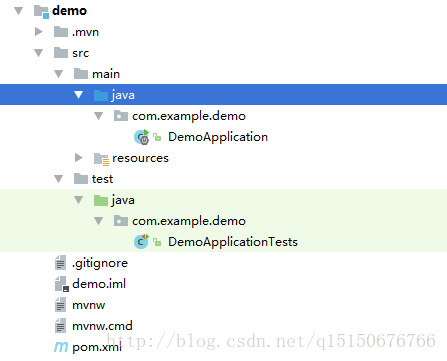 demo
.mvn
src
main
java
com.example.demo
DemoApplication
resources
test
java
com.example.demo
DemoApplicationTests
.gitignore
demo.iml
mvnw
mvnw.cmd
http://blog.csdn.net/q15150676766
pom.xml